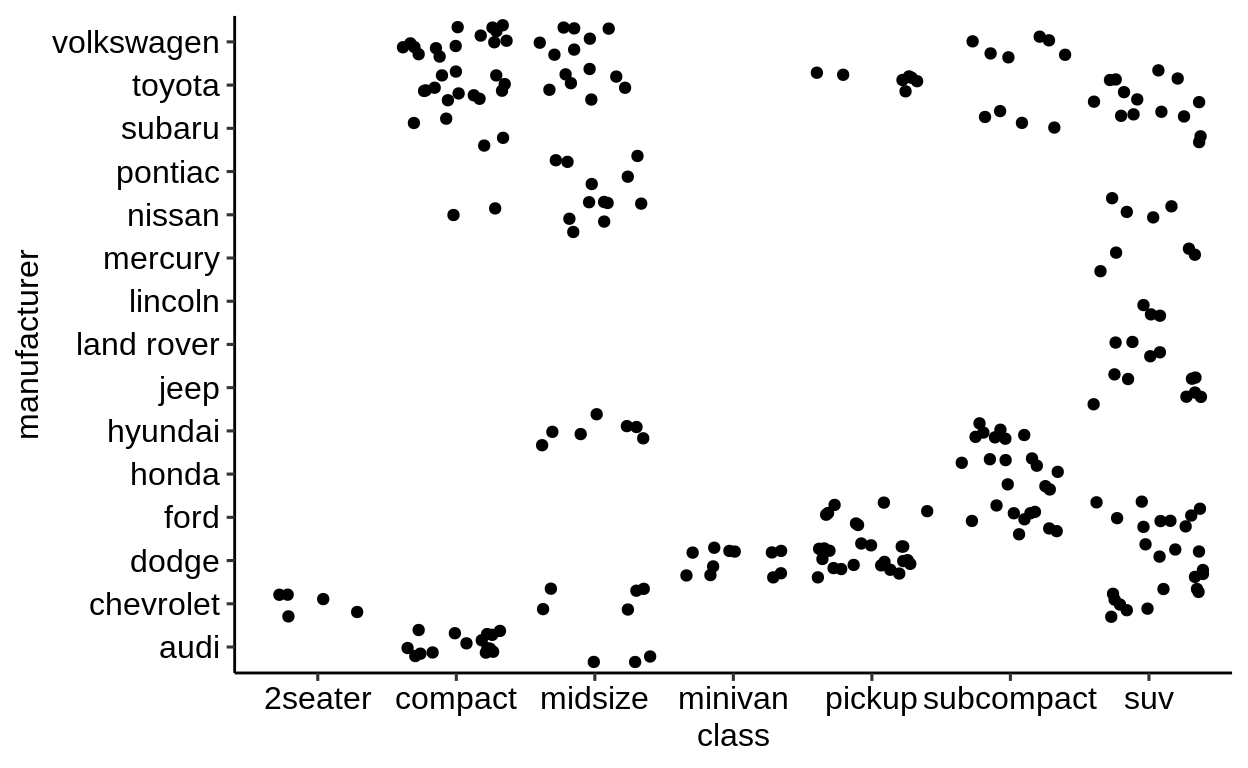 manufacturer
volkswagen
toyota
subaru
pontiac
nissan
mercury
lincoln
land rover
jeep
hyundai
honda
ford
dodge
chevrolet
audi
2seater compact midsize minivan pickup subcompact suv
class